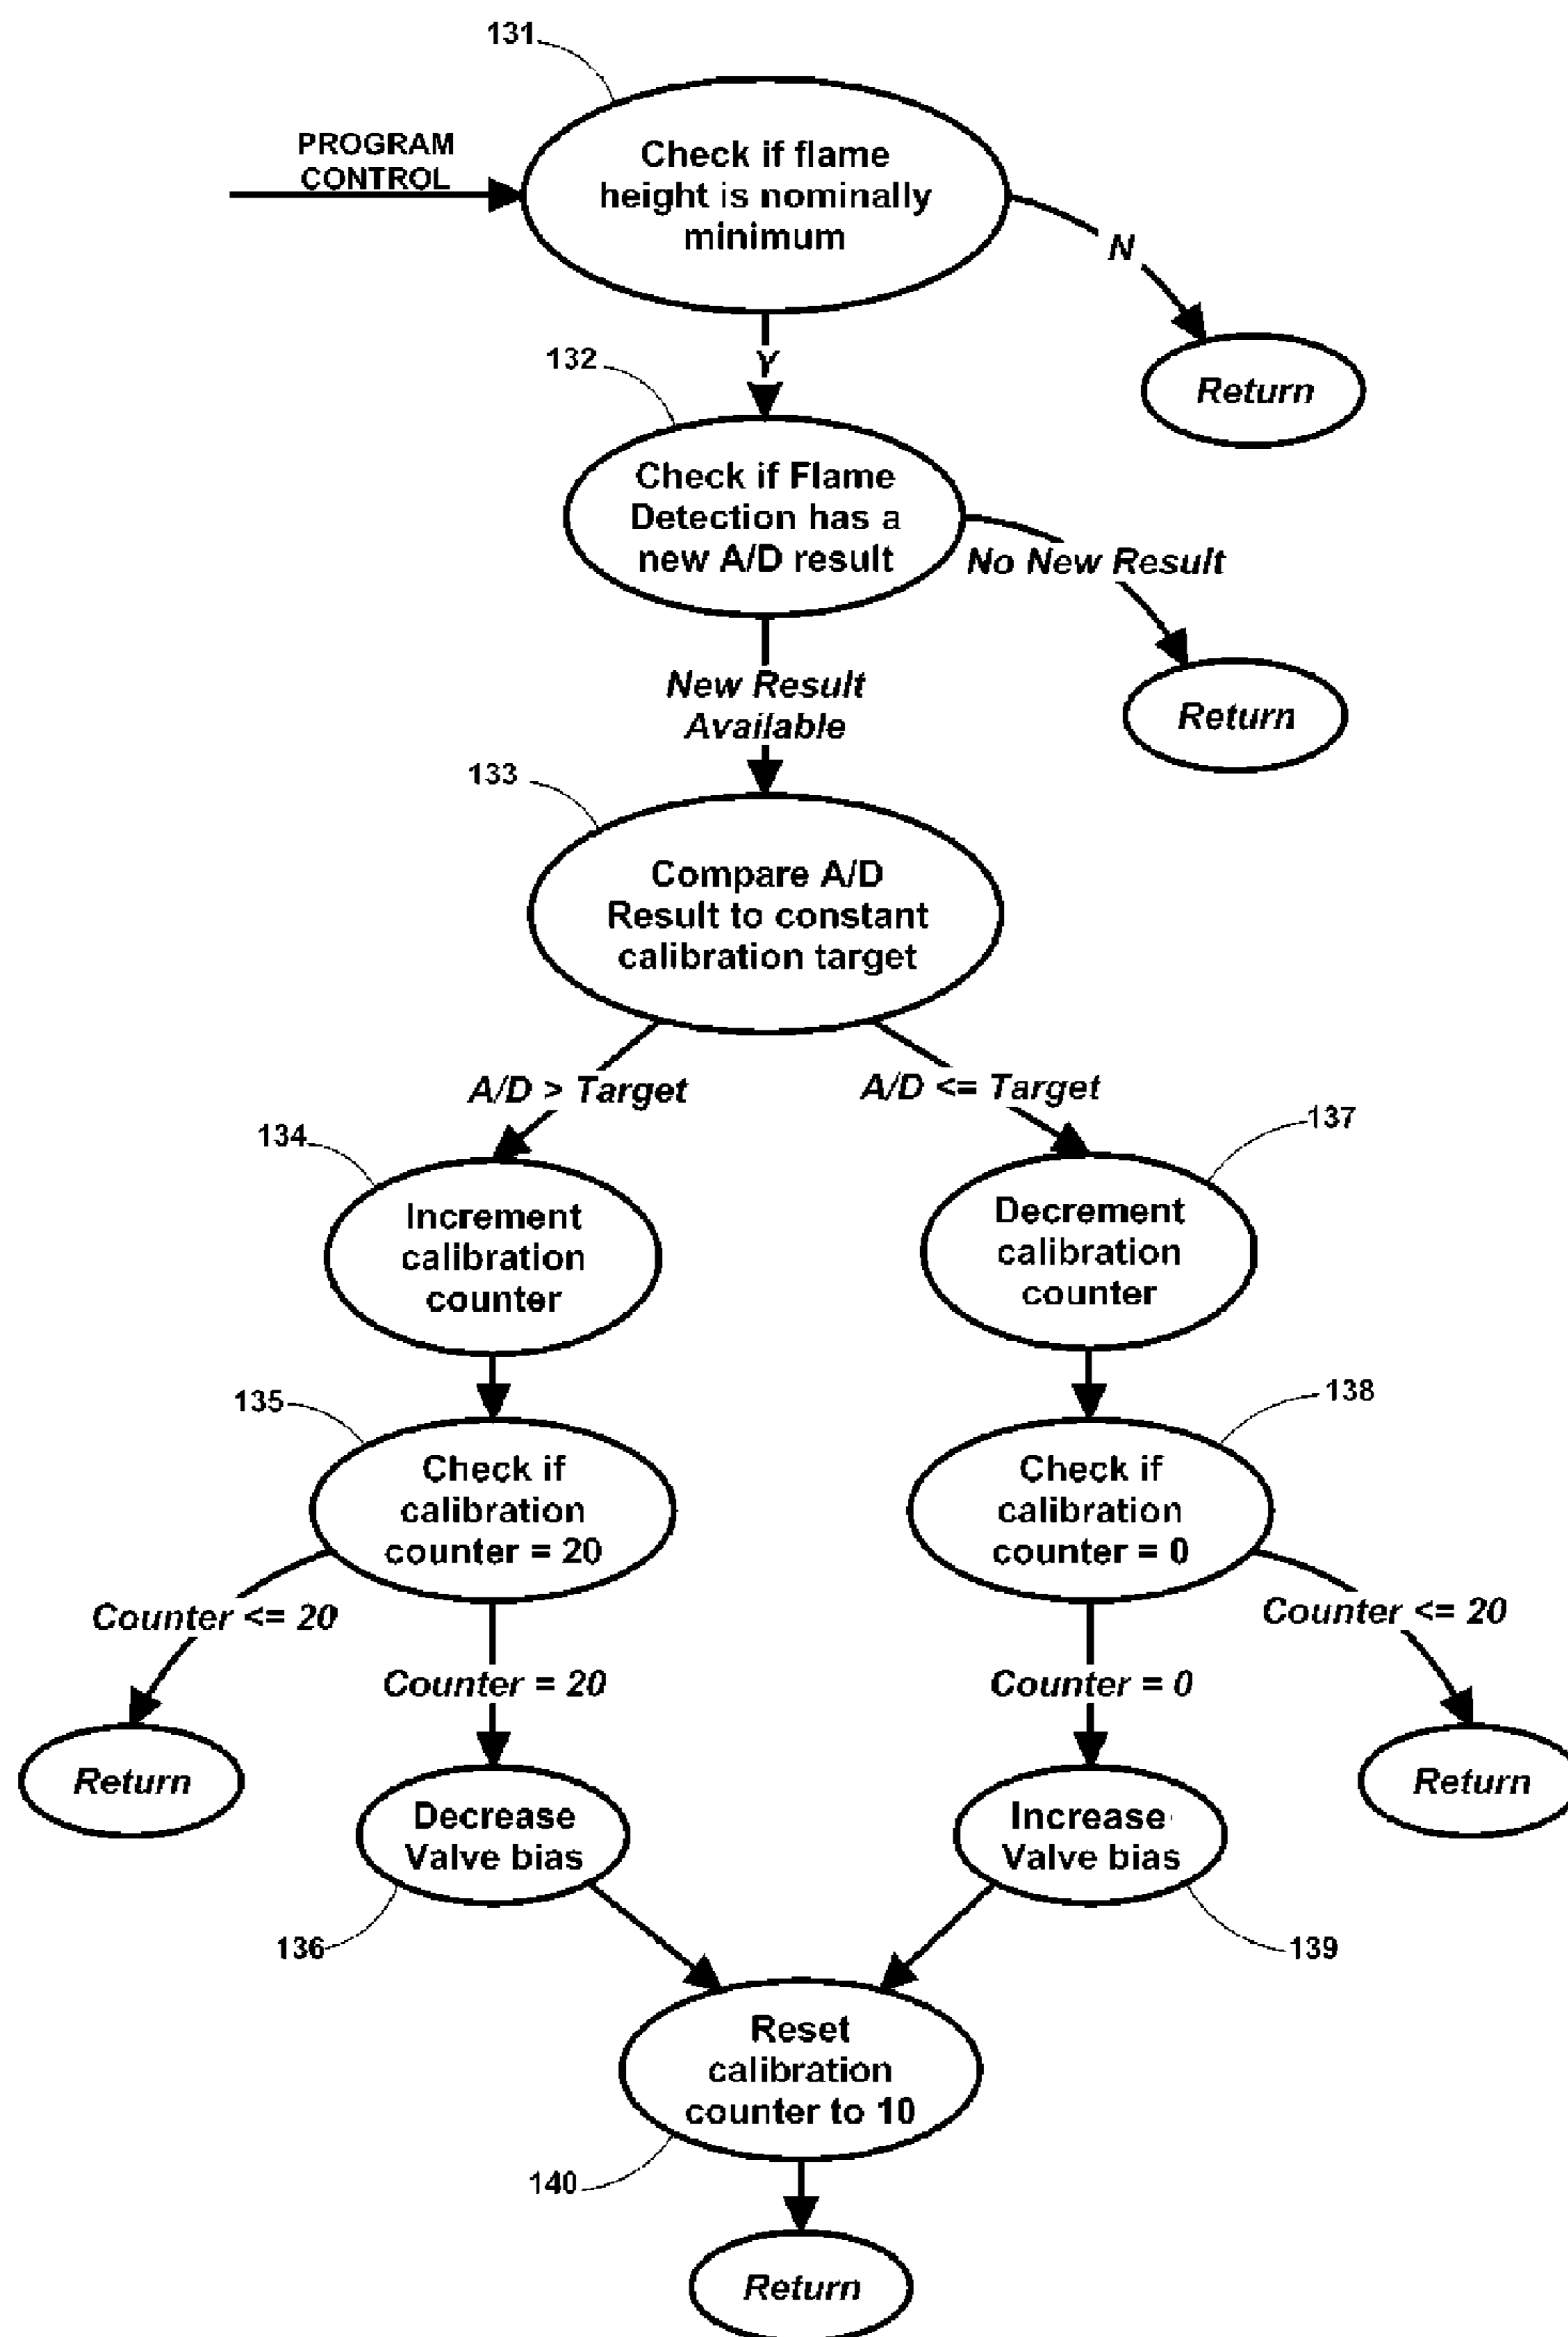 131
PROGRAM
CONTROL
Check if flame
height is nominally
minimum
N
Return
Y
132
Check if Flame
Detection has a
new A/D result
No New Result
Return
New Result
Available
133
Compare A/D
Result to constant
calibration target
A/D > Target
A/D <= Target
134
Increment
calibration
counter
137
Decrement
calibration
counter
135
Check if
calibration
counter = 20
138
Check if
calibration
counter = 0
Counter <= 20
Counter = 20
Counter = 0
Counter <= 20
Return
Decrease
Valve bias
Increase
Valve bias
Return
136
139
Reset
calibration
counter to 10
140
Return